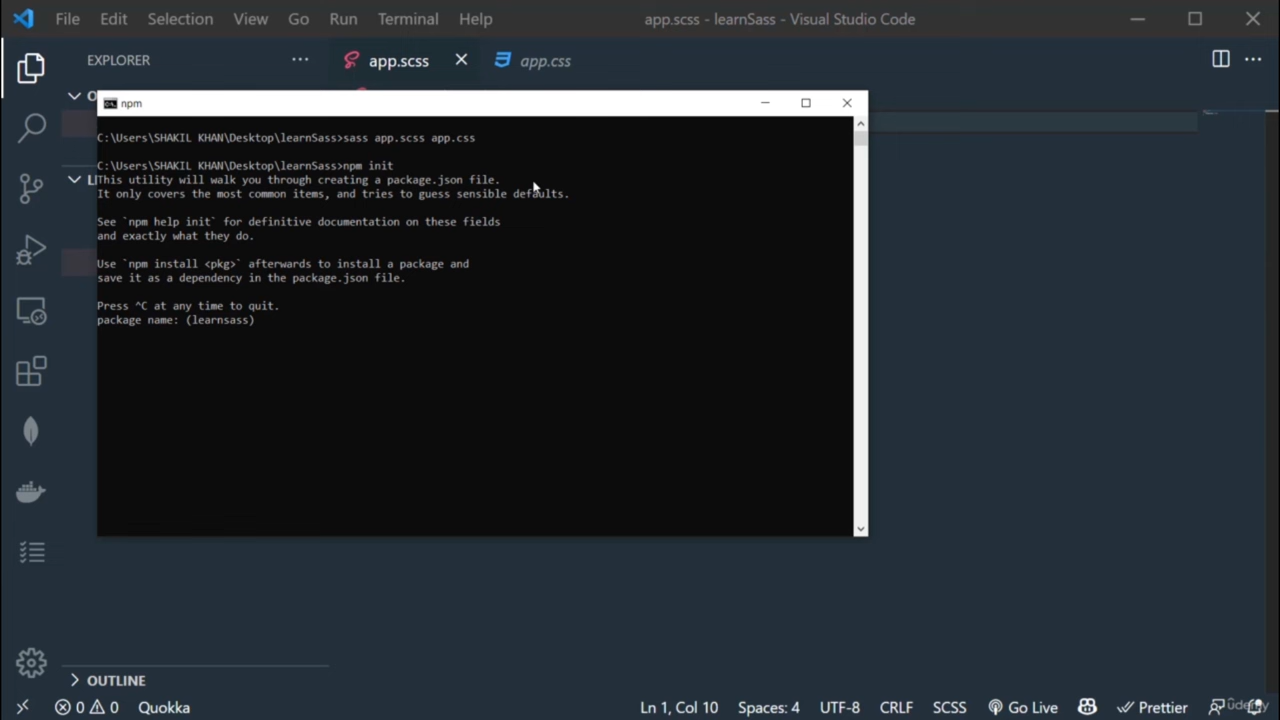 File Edit Selection View Go Run Terminal Help
app.scss - learnSass - Visual Studio Code
EXPLORER
app.scss
app.css
npm
C:\Users\SHAKIL KHAN\Desktop\learnSass>sass app.scss app.css
C:\Users\SHAKIL KHAN\Desktop\learnSass>npm init
This utility will walk you through creating a package.json file.
It only covers the most common items, and tries to guess sensible defaults.
See `npm help init` for definitive documentation on these fields
and exactly what they do.
Use `npm install <pkg>` afterwards to install a package and
save it as a dependency in the package.json file.
Press ^C at any time to quit.
package name: (learnsass)
OUTLINE
0 0 Quokka
Ln 1, Col 10 Spaces: 4 UTF-8 CRLF SCSS Go Live Prettier